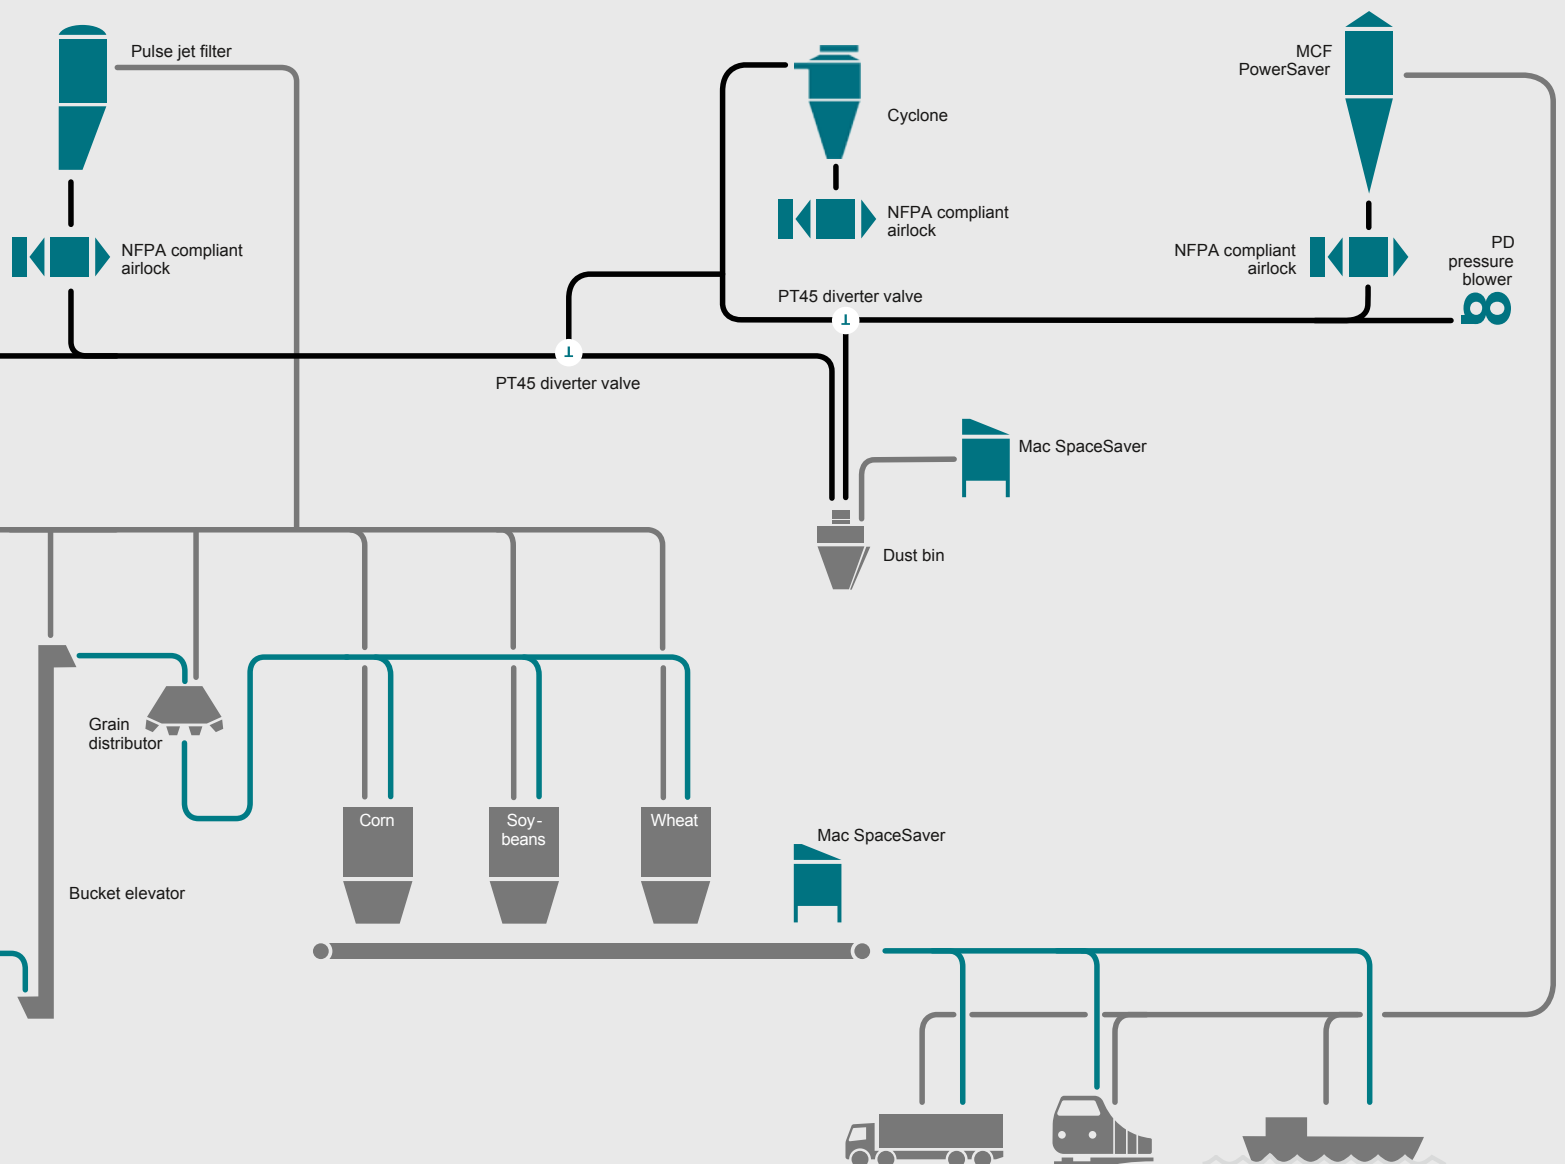 Pulse jet filter
MCF
PowerSaver
Cyclone
NFPA compliant
airlock
NFPA compliant
airlock
NFPA compliant
airlock
PD
pressure
blower
PT45 diverter valve
PT45 diverter valve
Mac SpaceSaver
Dust bin
Grain
distributor
Corn
Soy-
beans
Wheat
Mac SpaceSaver
Bucket elevator